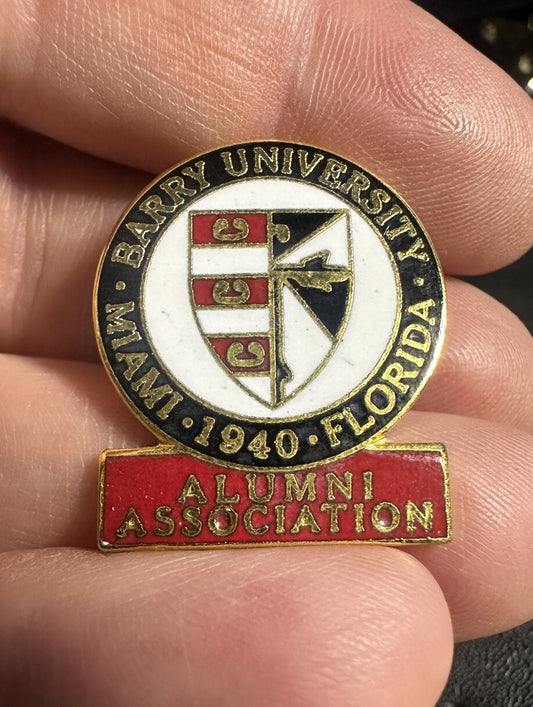 · BARRY UNIVERSITY ·
MIAMI · 1940 · FLORIDA
C
C
C
ALUMNI
ASSOCIATION